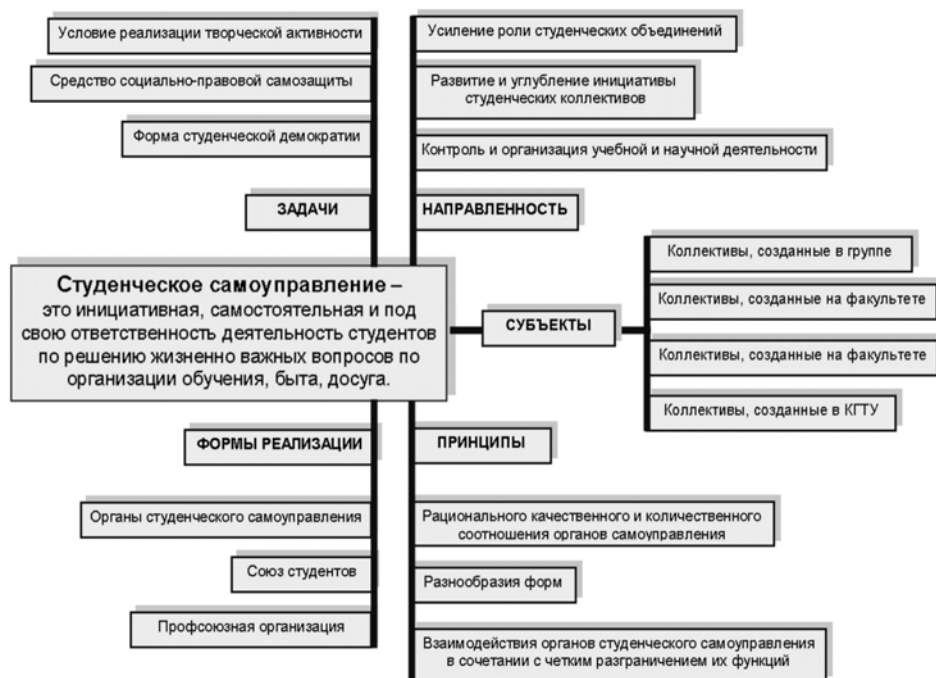 Условие реализации творческой активности
Средство социально-правовой самозащиты
Форма студенческой демократии
ЗАДАЧИ
Усиление роли студенческих объединений
Развитие и углубление инициативы
студенческих коллективов
Контроль и организация учебной и научной деятельности
НАПРАВЛЕННОСТЬ
Студенческое самоуправление –
это инициативная, самостоятельная и под
свою ответственность деятельность студентов
по решению жизненно важных вопросов по
организации обучения, быта, досуга.
СУБЪЕКТЫ
Коллективы, созданные в группе
Коллективы, созданные на факультете
Коллективы, созданные на факультете
Коллективы, созданные в КГТУ
ФОРМЫ РЕАЛИЗАЦИИ
Органы студенческого самоуправления
Союз студентов
Профсоюзная организация
ПРИНЦИПЫ
Рационального качественного и количественного
соотношения органов самоуправления
Разнообразия форм
Взаимодействия органов студенческого самоуправления
в сочетании с четким разграничением их функций